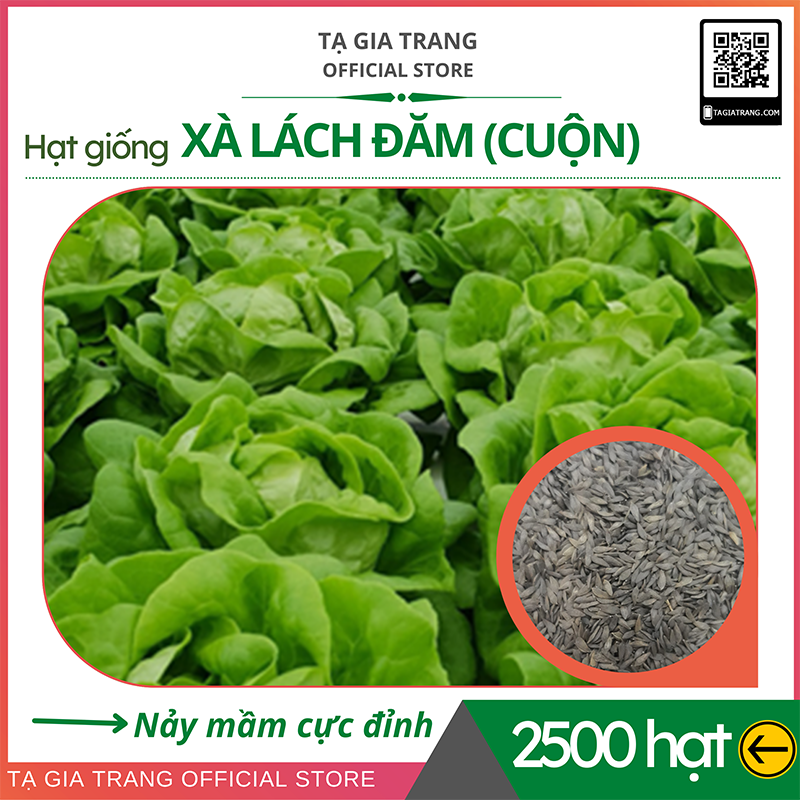 TẠ GIA TRANG
OFFICIAL STORE
TAGIATRANG.COM
Hạt giống XÀ LÁCH ĐĂM (CUỘN)
Nảy mầm cực đỉnh
2500 hạt
TẠ GIA TRANG OFFICIAL STORE